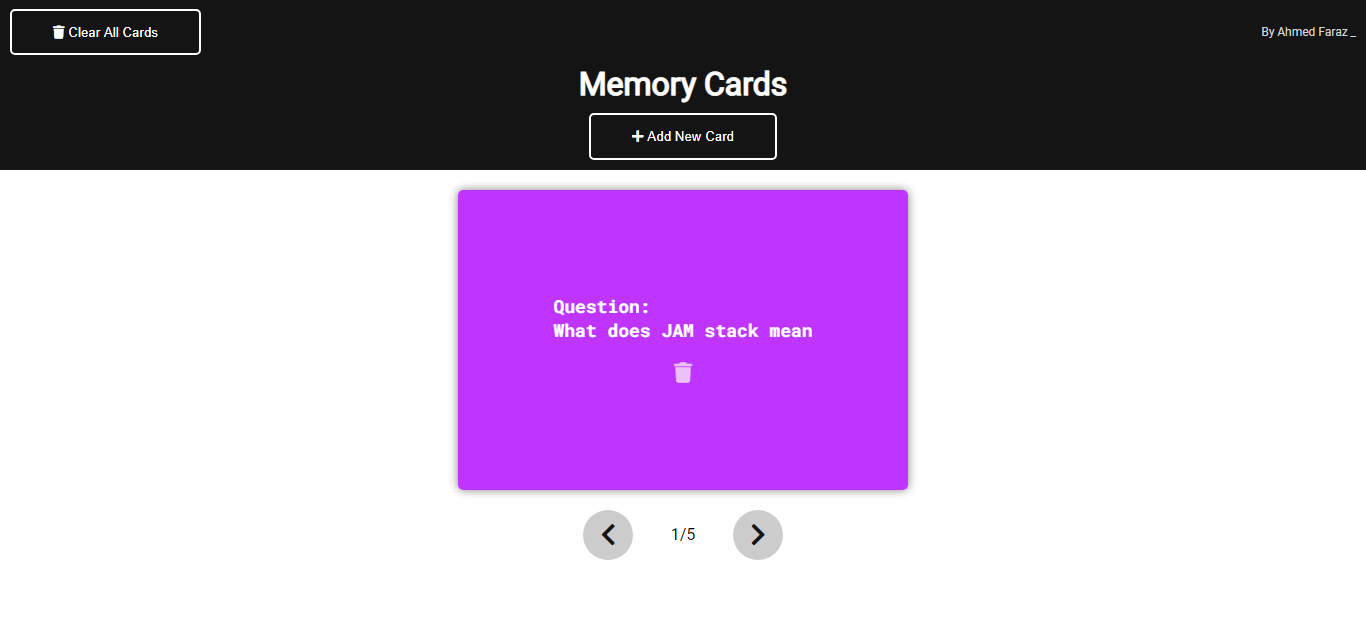 Clear All Cards
By Ahmed Faraz _
Memory Cards
Add New Card
Question:
What does JAM stack mean
1/5